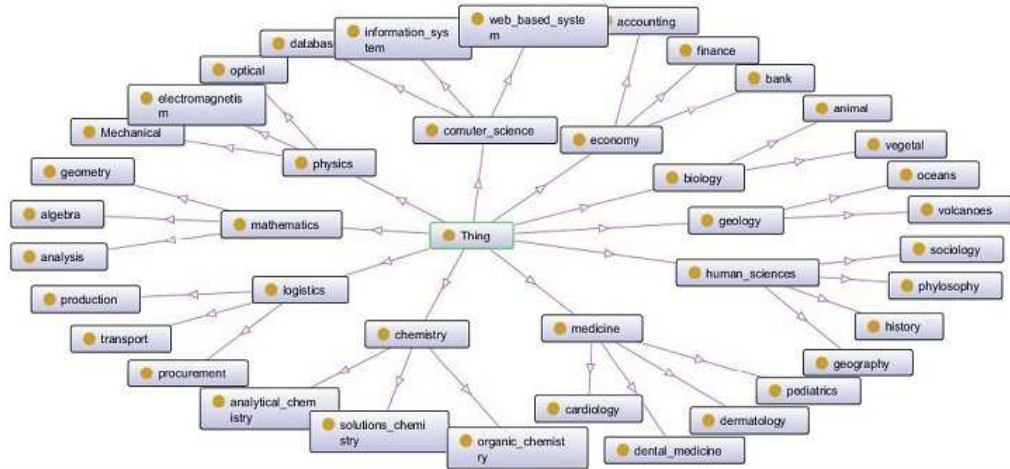 web_based_syste
m
accounting
information_sy
stem
databas
finance
optical
bank
electromagnetis
m
animal
Mechanical
comuter_science
economy
vegetal
physics
geometry
biology
oceans
algebra
mathematics
geology
volcanoes
Thing
analysis
sociology
human_sciences
phylosophy
production
logistics
history
transport
chemistry
medicine
procurement
geography
pediatrics
analytical_chem
istry
cardiology
solutions_chemi
stry
dermatology
organic_chemist
ry
dental_medicine